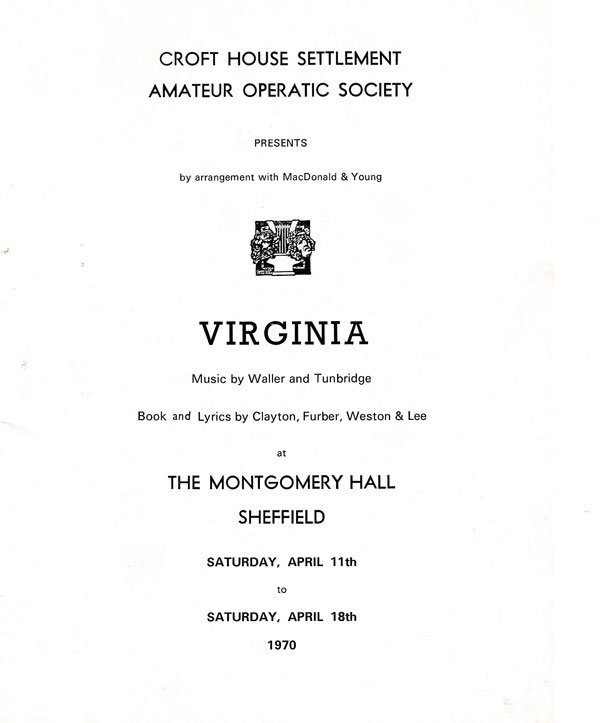 CROFT HOUSE SETTLEMENT
AMATEUR OPERATIC SOCIETY
PRESENTS
by arrangement with MacDonald & Young
VIRGINIA
Music by Waller and Tunbridge
Book and Lyrics by Clayton, Furber, Weston & Lee
at
THE MONTGOMERY HALL
SHEFFIELD
SATURDAY, APRIL 11th
to
SATURDAY, APRIL 18th
1970